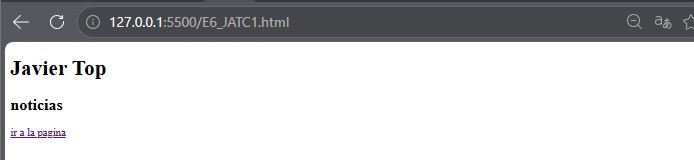 127.0.0.1:5500/E6_JATC1.html
Javier Top
noticias
ir a la pagina